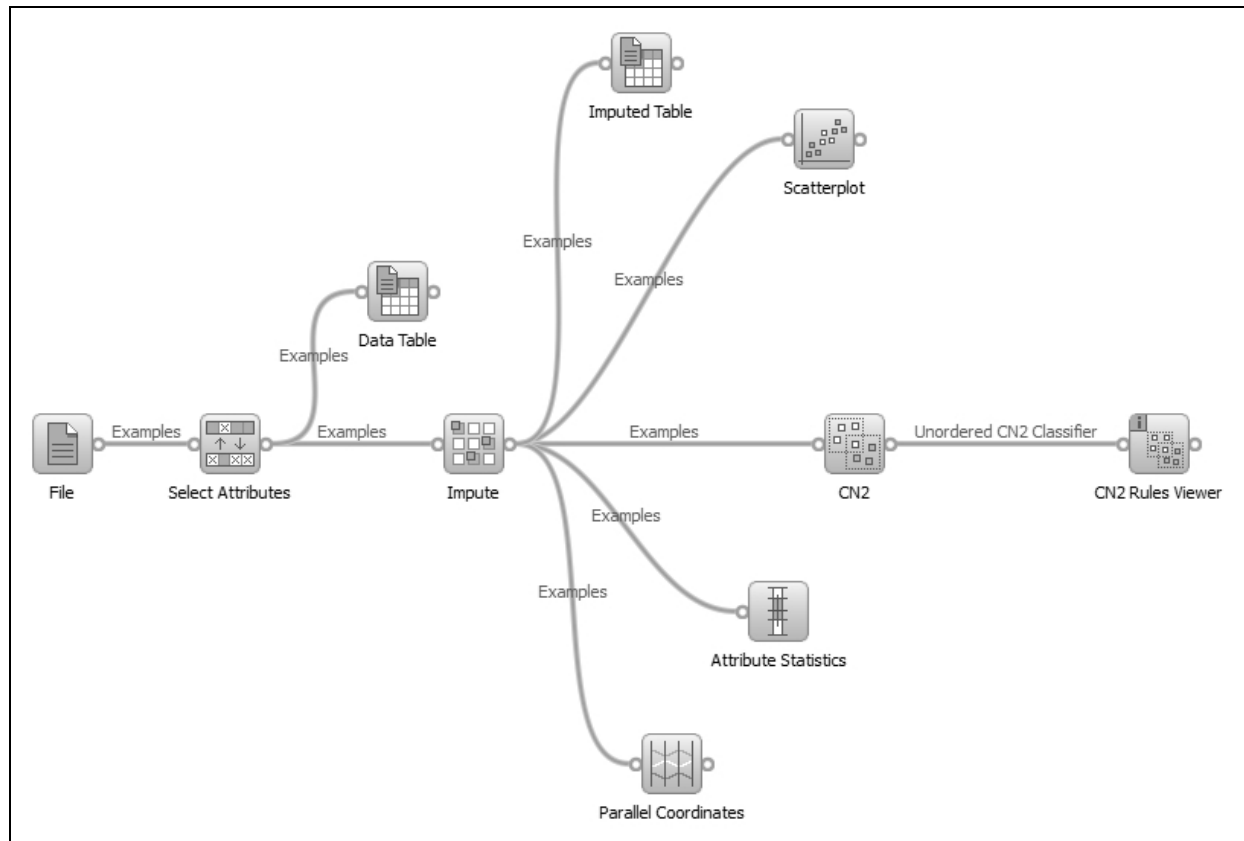 Imputed Table
Scatterplot
Examples
Examples
Data Table
Examples
Examples
Examples
Examples
Unordered CN2 Classifier
File
Select Attributes
Impute
CN2
CN2 Rules Viewer
Examples
Examples
Attribute Statistics
Parallel Coordinates